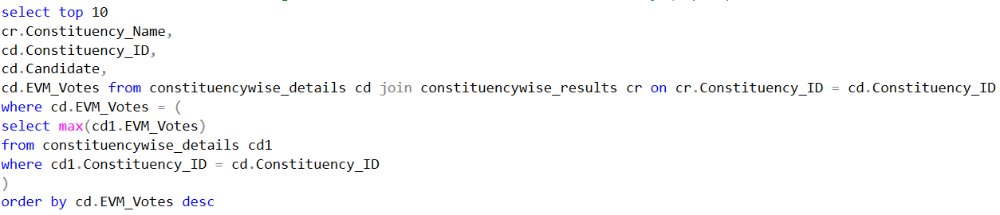 select top 10
cr.Constituency_Name,
cd.Constituency_ID,
cd.Candidate,
cd.EVM_Votes from constituencywise_details cd join constituencywise_results cr on cr.Constituency_ID = cd.Constituency_ID
where cd.EVM_Votes = (
select max(cd1.EVM_Votes)
from constituencywise_details cd1
where cd1.Constituency_ID = cd.Constituency_ID
)
order by cd.EVM_Votes desc